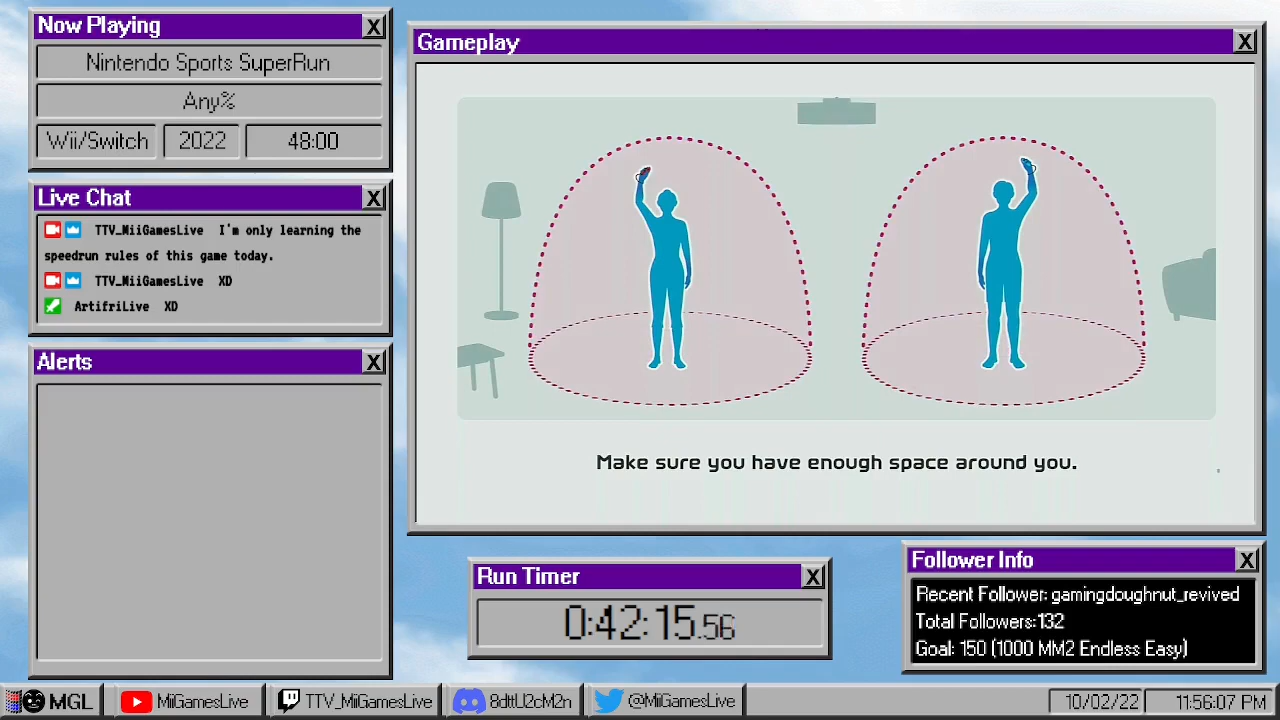 Now Playing
X
Nintendo Sports SuperRun
Any%
Wii/Switch
2022
48:00
Live Chat
X
TTV_MiiGamesLive I'm only learning the
speedrun rules of this game today.
TTV_MiiGamesLive XD
ArtifriLive XD
Alerts
X
Gameplay
X
Make sure you have enough space around you.
Run Timer
X
0:42:15.56
Follower Info
X
Recent Follower: gamingdoughnut_revived
Total Followers:132
Goal: 150 (1000 MM2 Endless Easy)
MGL
MiiGamesLive
TTV_MiiGamesLive
8dttU2cM2n
@MiiGamesLive
10/02/22
11:56:07 PM